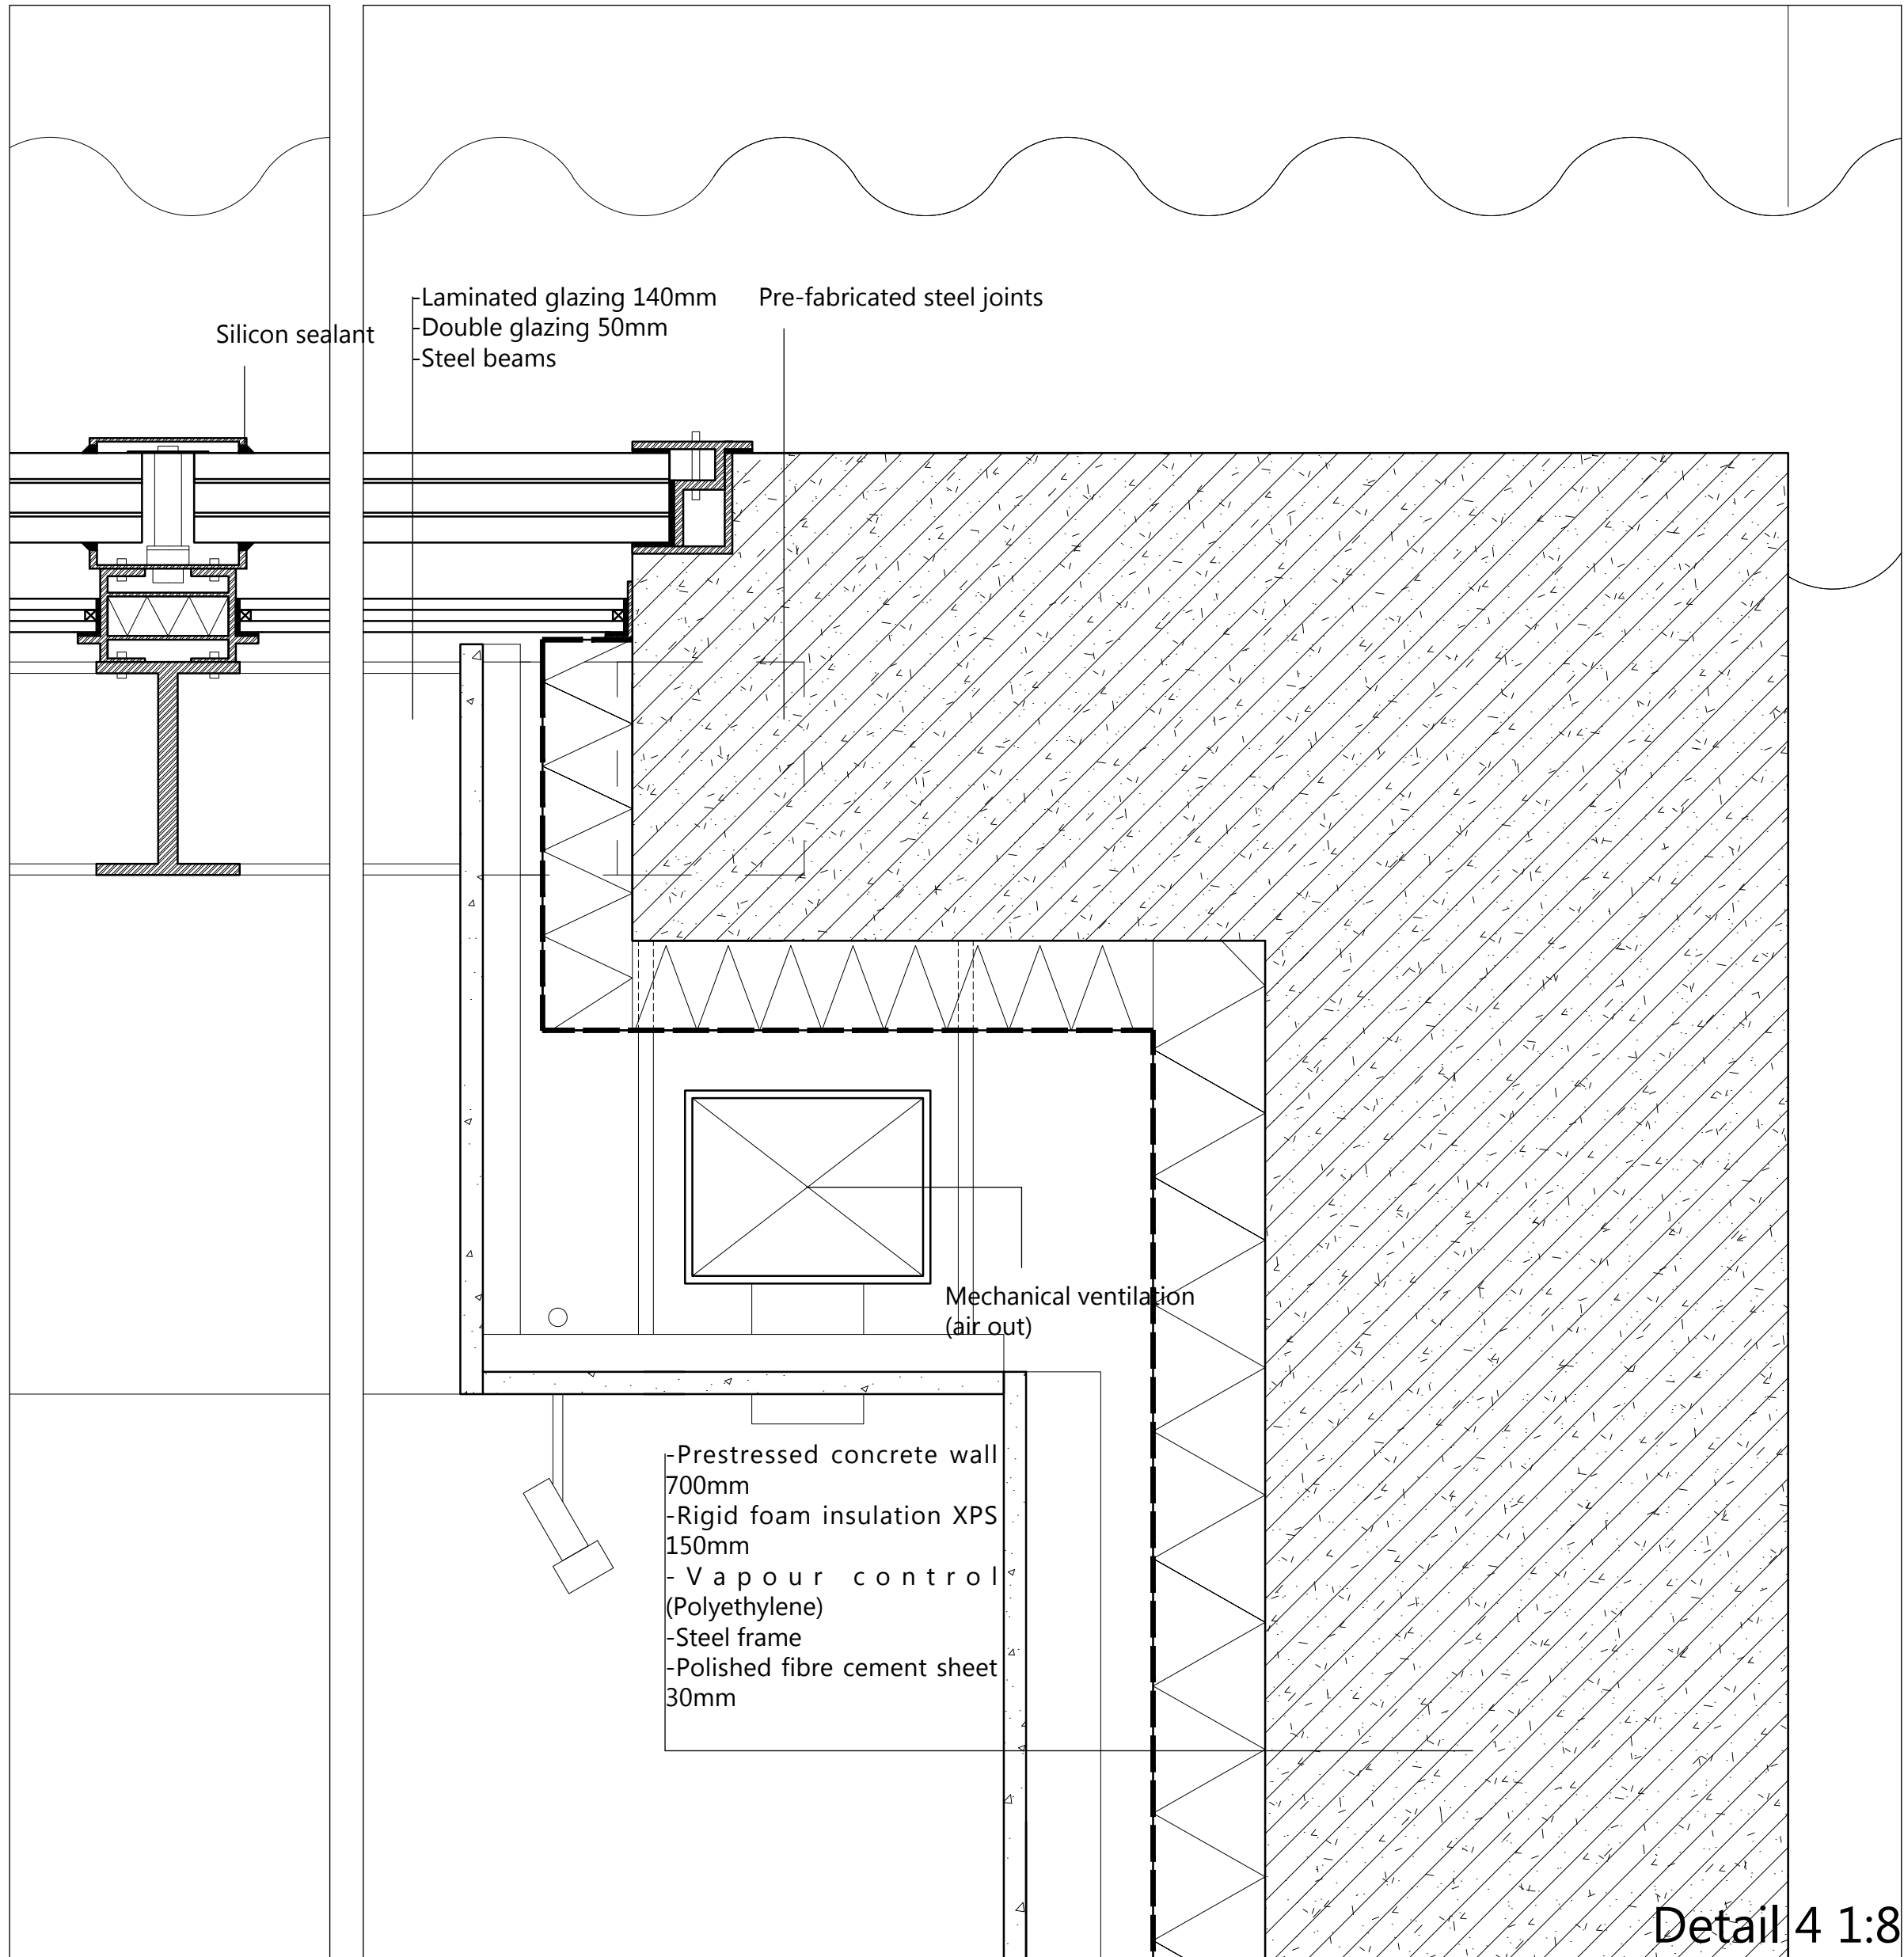 -Laminated glazing 140mm
-Double glazing 50mm
-Steel beams
Pre-fabricated steel joints
Silicon sealant
Mechanical ventilation
(air out)
-Prestressed concrete wall
700mm
-Rigid foam insulation XPS
150mm
-Vapour control
(Polyethylene)
-Steel frame
-Polished fibre cement sheet
30mm
Detail 4 1:8